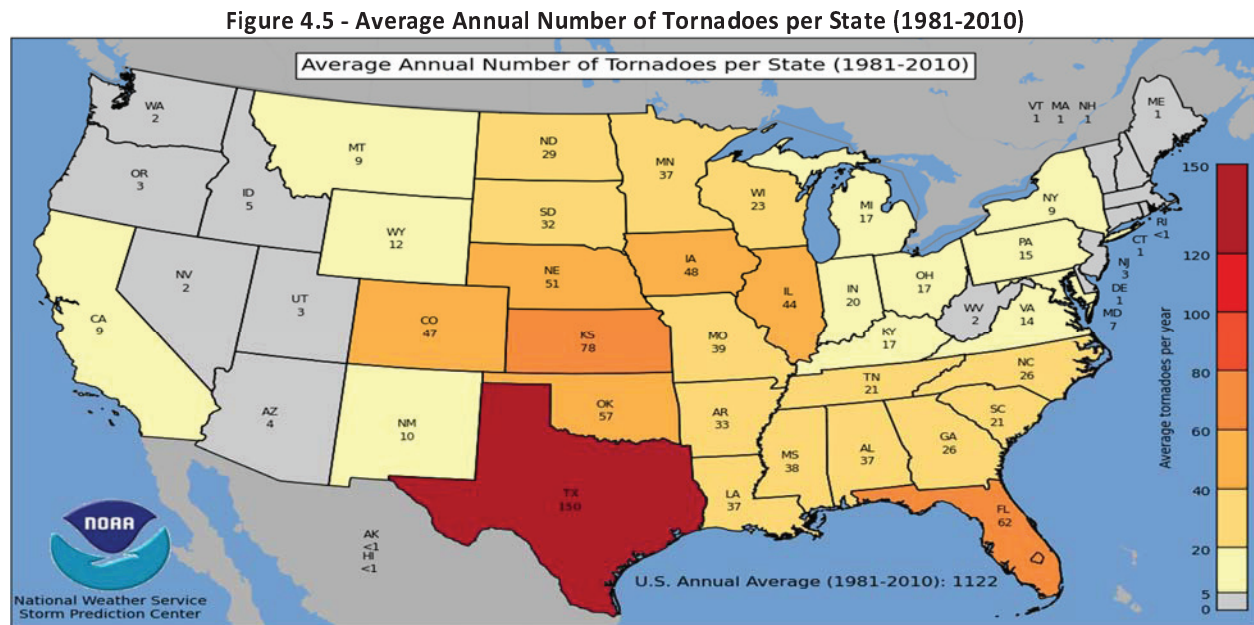 Figure 4.5 - Average Annual Number of Tornadoes per State (1981-2010)
Average Annual Number of Tornadoes per State (1981-2010)
WA
2
OR
3
ID
5
MT
9
WY
12
CA
9
NV
2
UT
3
AZ
4
CO
47
NM
10
ND
29
SD
32
NE
51
KS
78
OK
57
TX
150
MN
37
IA
48
MO
39
AR
33
LA
37
WI
23
IL
44
MI
17
IN
20
OH
17
KY
17
TN
21
MS
38
AL
37
GA
26
FL
62
SC
21
NC
26
VA
14
WV
2
PA
15
NY
9
VT MA NH
1 1 1
ME
1
RI
<1
CT
1
NJ
3
DE
1
MD
7
AK
<1
HI
<1
150
120
100
80
60
40
20
5
0
Average tornadoes per year
U.S. Annual Average (1981-2010): 1122
NOAA
National Weather Service
Storm Prediction Center